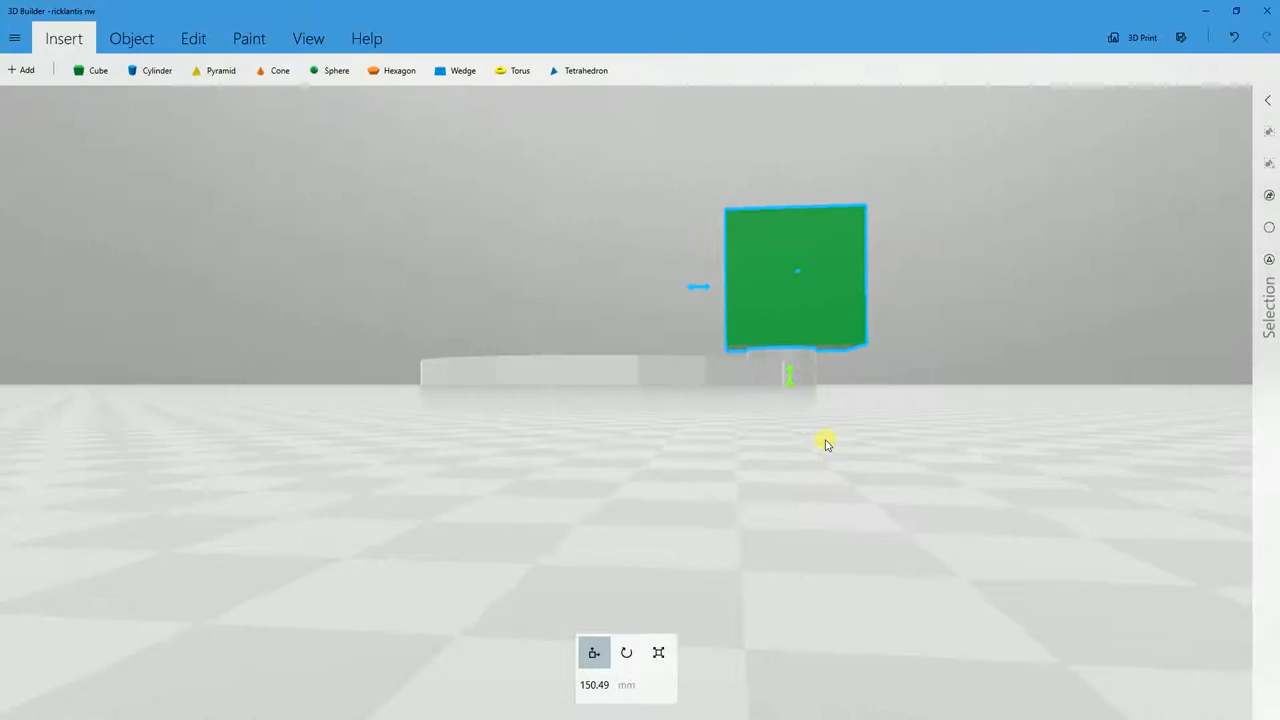 3D Builder -ricklantis nw
Insert Object Edit Paint View Help 3D Print
Add Cube Cylinder Pyramid Cone Sphere Hexagon Wedge Torus Tetrahedron
Selection
150.49 mm